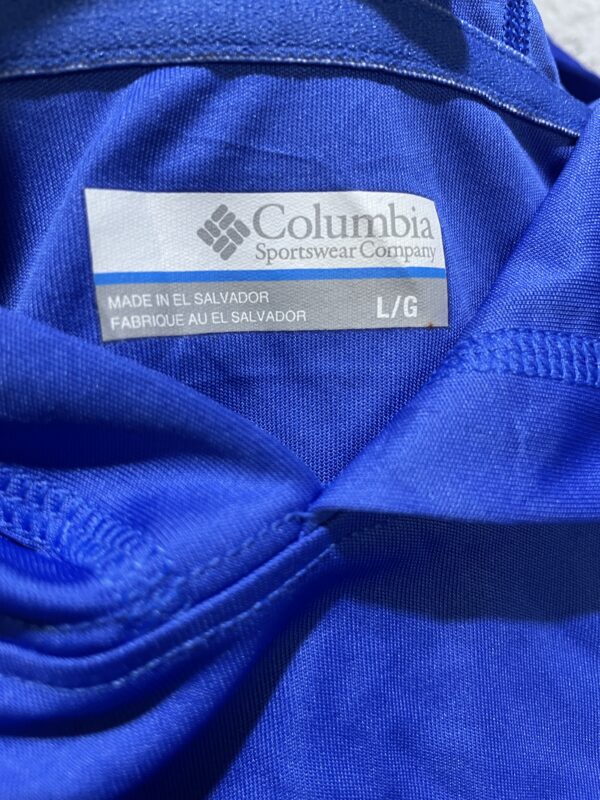 Columbia
Sportswear Company
MADE IN EL SALVADOR
FABRIQUE AU EL SALVADOR
L/G